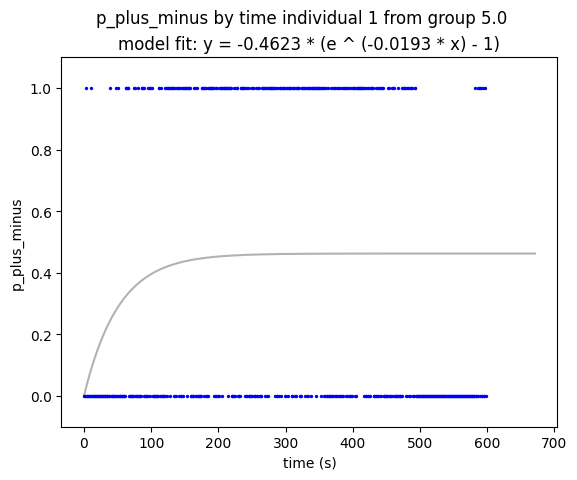 p_plus_minus by time individual 1 from group 5.0
model fit: y = -0.4623 * (e ^ (-0.0193 * x) - 1)
1.0
0.8
0.6
0.4
0.2
0.0
p_plus_minus
0 100 200 300 400 500 600 700
time (s)